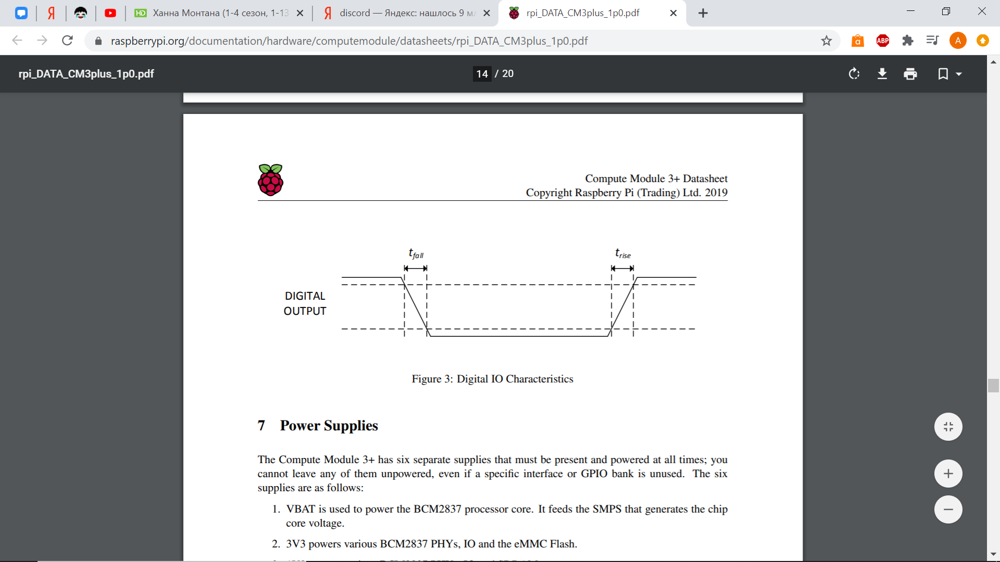 HD Ханна Монтана (1-4 сезон, 1-13
Я discord — Яндекс: нашлось 9 мл
rpi_DATA_CM3plus_1p0.pdf
raspberrypi.org/documentation/hardware/computemodule/datasheets/rpi_DATA_CM3plus_1p0.pdf
ABP
A
rpi_DATA_CM3plus_1p0.pdf
14 / 20
Compute Module 3+ Datasheet
Copyright Raspberry Pi (Trading) Ltd. 2019
tfall
trise
DIGITAL
OUTPUT
Figure 3: Digital IO Characteristics
7 Power Supplies
The Compute Module 3+ has six separate supplies that must be present and powered at all times; you
cannot leave any of them unpowered, even if a specific interface or GPIO bank is unused. The six
supplies are as follows:
1. VBAT is used to power the BCM2837 processor core. It feeds the SMPS that generates the chip
core voltage.
2. 3V3 powers various BCM2837 PHYs, IO and the eMMC Flash.